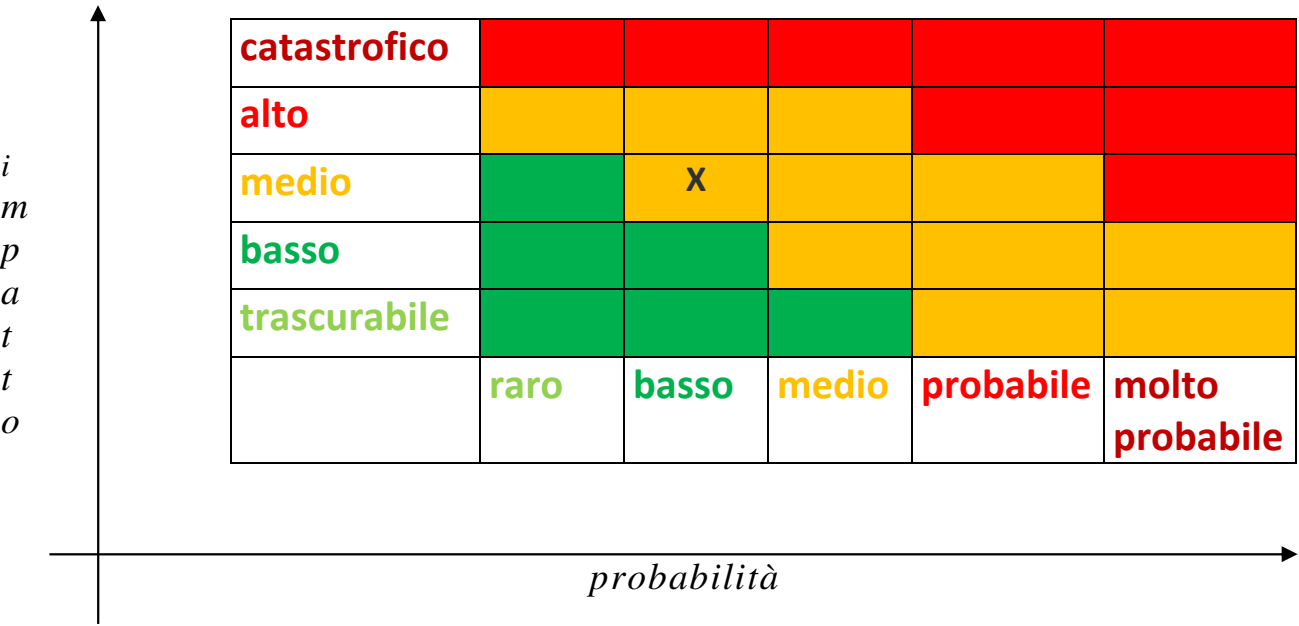 i
m
p
a
t
t
o
catastrofico
alto
medio X
basso
trascurabile
raro basso medio probabile molto probabile
probabilità